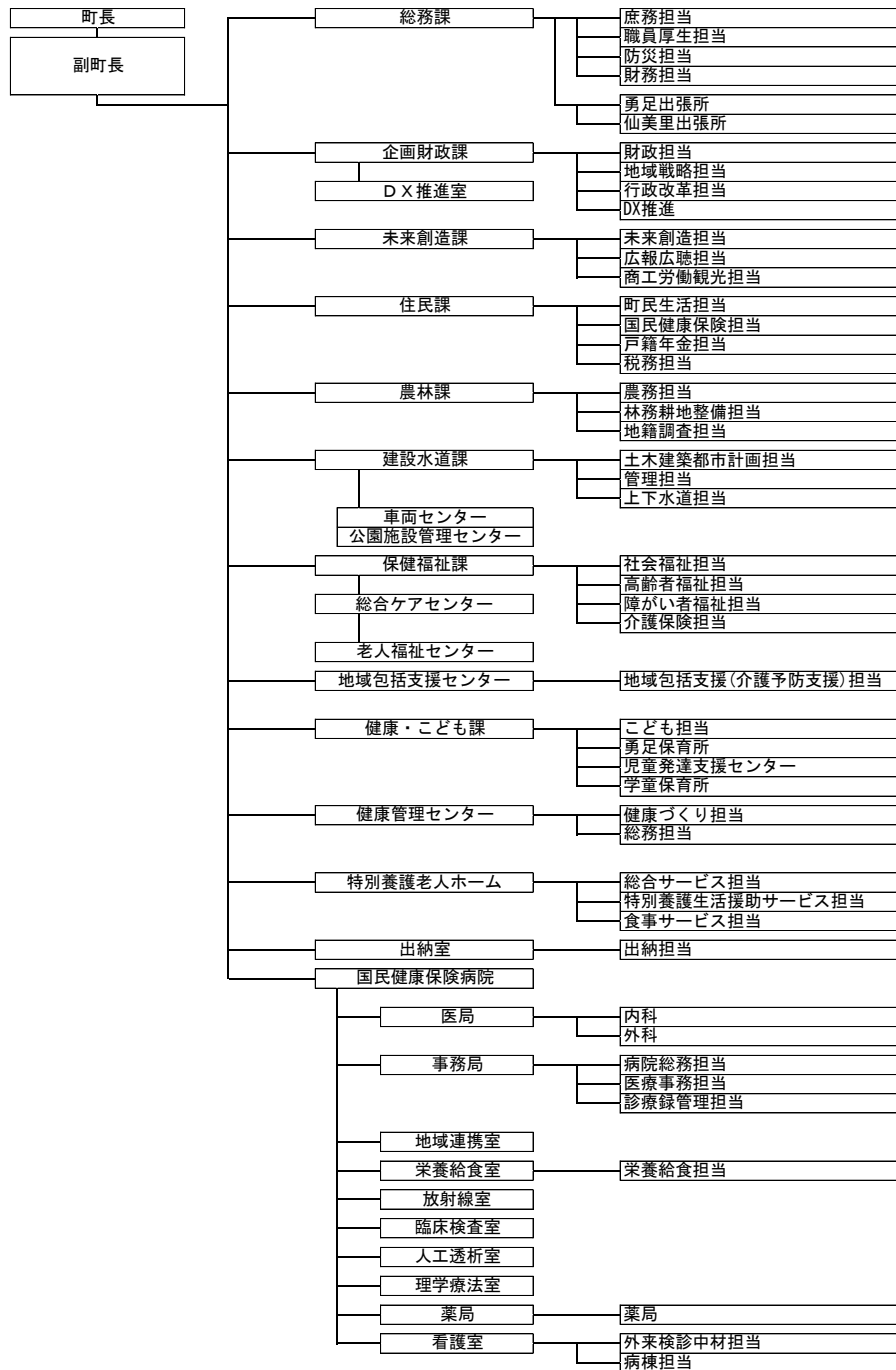 町長
副町長
総務課
庶務担当
職員厚生担当
防災担当
財務担当
勇足出張所
仙美里出張所
企画財政課
ＤＸ推進室
財政担当
地域戦略担当
行政改革担当
DX推進
未来創造課
未来創造担当
広報広聴担当
商工労働観光担当
住民課
町民生活担当
国民健康保険担当
戸籍年金担当
税務担当
農林課
農務担当
林務耕地整備担当
地籍調査担当
建設水道課
土木建築都市計画担当
管理担当
上下水道担当
車両センター
公園施設管理センター
保健福祉課
社会福祉担当
高齢者福祉担当
障がい者福祉担当
介護保険担当
総合ケアセンター
老人福祉センター
地域包括支援センター
地域包括支援(介護予防支援)担当
健康・こども課
こども担当
勇足保育所
児童発達支援センター
学童保育所
健康管理センター
健康づくり担当
総務担当
特別養護老人ホーム
総合サービス担当
特別養護生活援助サービス担当
食事サービス担当
出納室
出納担当
国民健康保険病院
医局
内科
外科
事務局
病院総務担当
医療事務担当
診療録管理担当
地域連携室
栄養給食室
栄養給食担当
放射線室
臨床検査室
人工透析室
理学療法室
薬局
薬局
看護室
外来検診中材担当
病棟担当